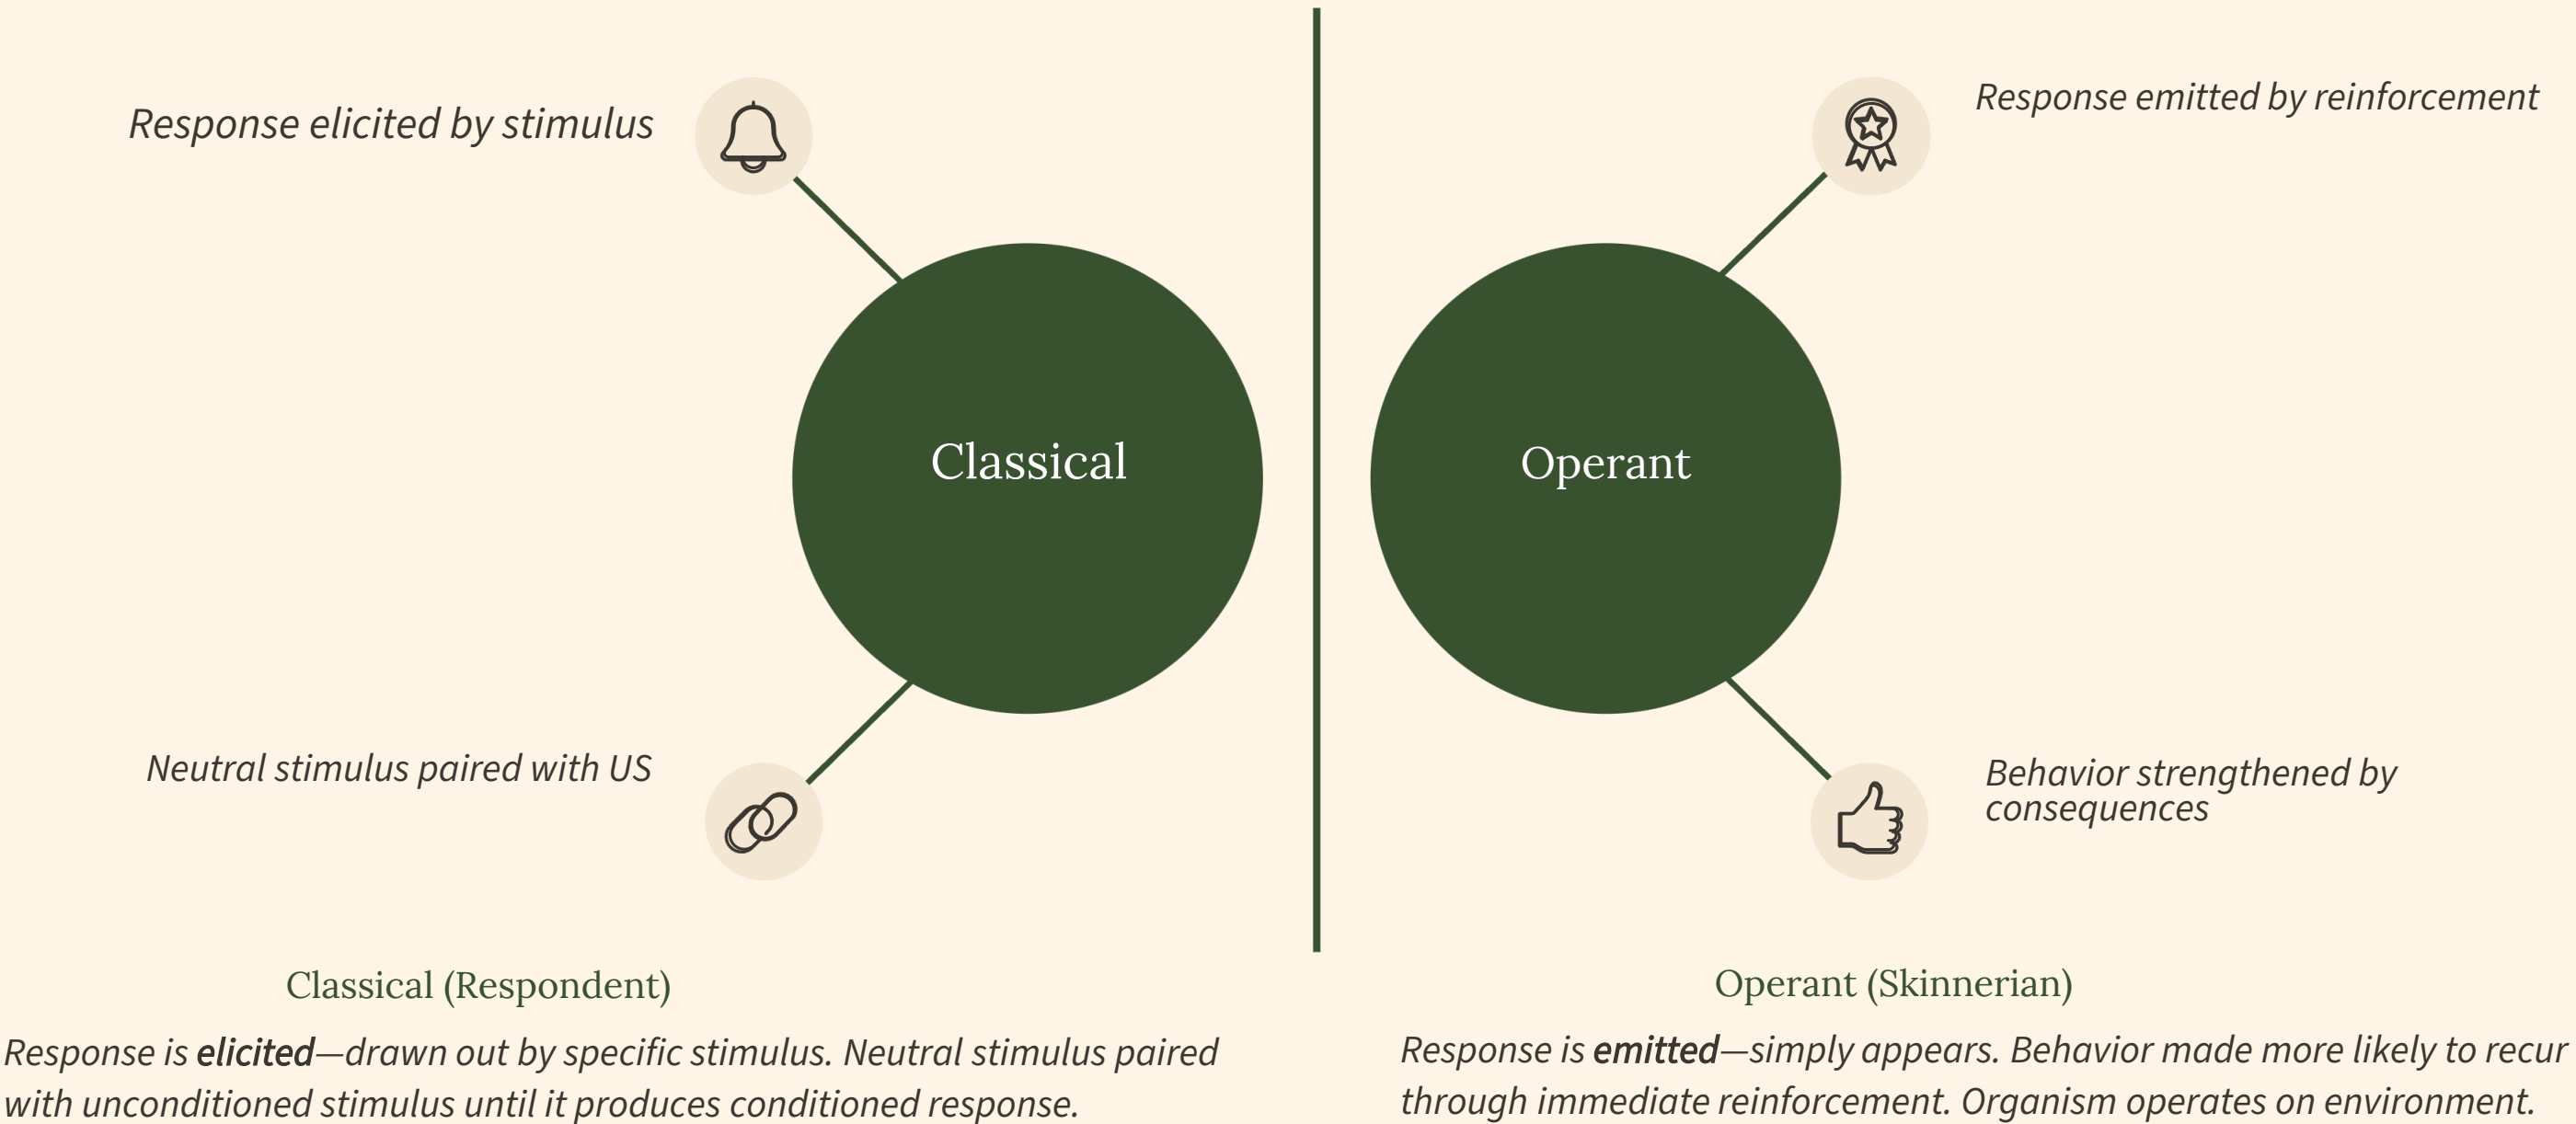 Response elicited by stimulus
Classical
Neutral stimulus paired with US
Response emitted by reinforcement
Operant
Behavior strengthened by
consequences
Classical (Respondent)
Response is elicited—drawn out by specific stimulus. Neutral stimulus paired
with unconditioned stimulus until it produces conditioned response.
Operant (Skinnerian)
Response is emitted—simply appears. Behavior made more likely to recur
through immediate reinforcement. Organism operates on environment.